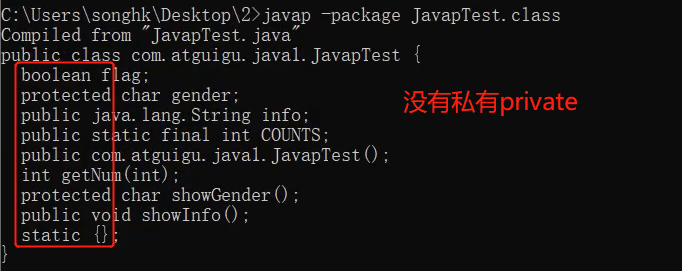 C:\Users\songhk\Desktop\2>javap -package JavapTest.class
Compiled from "JavapTest.java"
public class com.atguigu.java1.JavapTest {
  boolean flag;
  protected char gender;
  public java.lang.String info;
  public static final int COUNTS;
  public com.atguigu.java1.JavapTest();
  int getNum(int);
  protected char showGender();
  public void showInfo();
  static {};
}
没有私有private